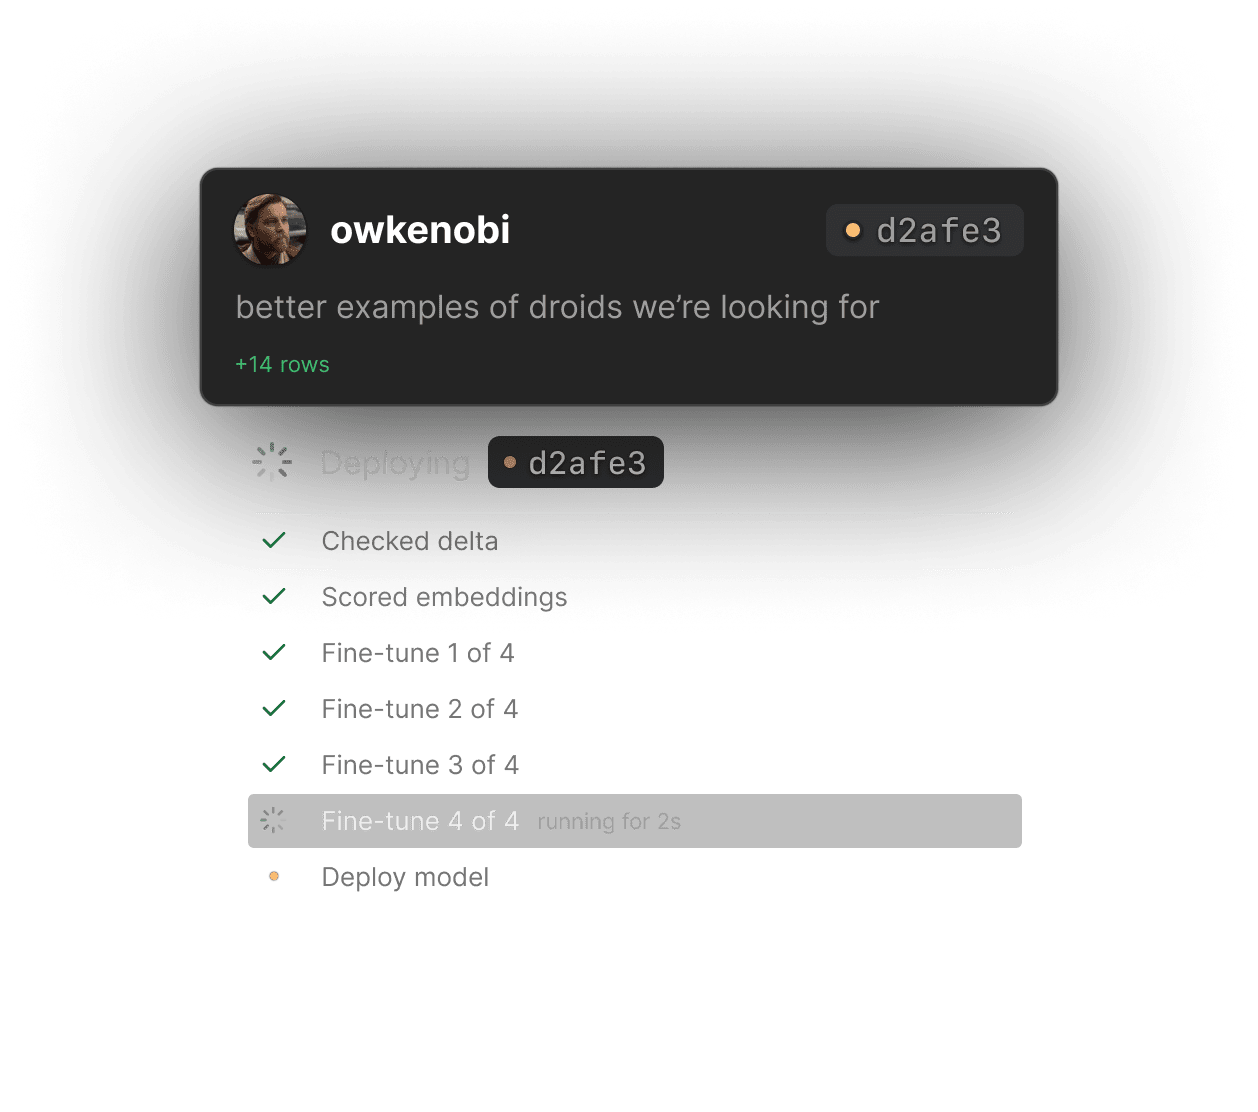 owkenobi d2afe3
better examples of droids we’re looking for
+14 rows
Deploying d2afe3
Checked delta
Scored embeddings
Fine-tune 1 of 4
Fine-tune 2 of 4
Fine-tune 3 of 4
Fine-tune 4 of 4 running for 2s
Deploy model